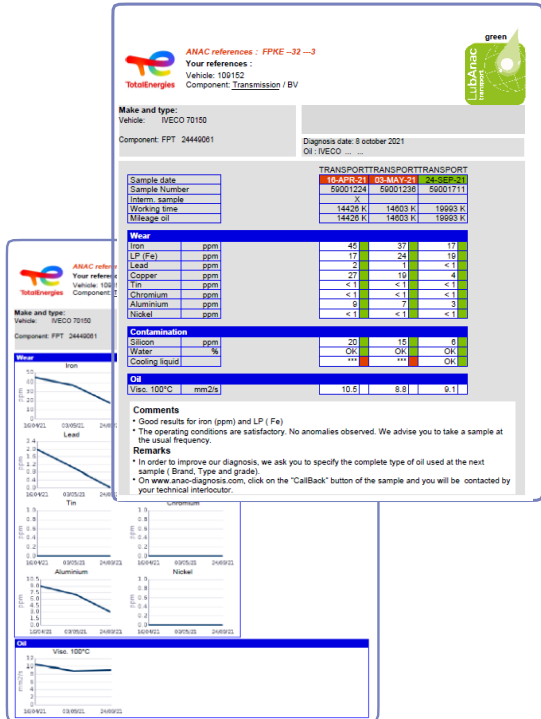 green
LubAnac
transport
TotalEnergies
ANAC references : FPKE --32 ---3
Your references :
Vehicle: 109152
Component: Transmission / BV
Make and type:
Vehicle: IVECO 70150
Component: FPT 24449061
Diagnosis date: 8 october 2021
Oil : IVECO ... ...
TRANSPORT TRANSPORT TRANSPORT
Sample date 16-APR-21 03-MAY-21 24-SEP-21
Sample Number 59001224 59001236 59001711
Interm. sample X
Working time 14426 K 14603 K 19993 K
Mileage oil 14426 K 14603 K 19993 K
Wear
Iron ppm 45 37 17
LP (Fe) ppm 17 24 19
Lead ppm 2 1 < 1
Copper ppm 27 19 4
Tin ppm < 1 < 1 < 1
Chromium ppm < 1 < 1 < 1
Aluminium ppm 9 7 3
Nickel ppm < 1 < 1 < 1
Contamination
Silicon ppm 20 15 6
Water % OK OK OK
Cooling liquid *** *** OK
Oil
Visc. 100°C mm2/s 10.5 8.8 9.1
Comments
* Good results for iron (ppm) and LP ( Fe)
* The operating conditions are satisfactory. No anomalies observed. We advise you to take a sample at
the usual frequency.
Remarks
* In order to improve our diagnosis, we ask you to specify the complete type of oil used at the next
sample ( Brand, Type and grade).
* On www.anac-diagnosis.com, click on the "CallBack" button of the sample and you will be contacted by
your technical interlocutor.
TotalEnergies
ANAC
Vehicle:
Component:
Make and type:
Vehicle: IVECO 70150
Component: FPT 24449061
Wear
Iron
ppm
Lead
ppm
Tin
Chromium
ppm
Aluminium
Nickel
ppm
Oil
Visc. 100°C
mm2/s